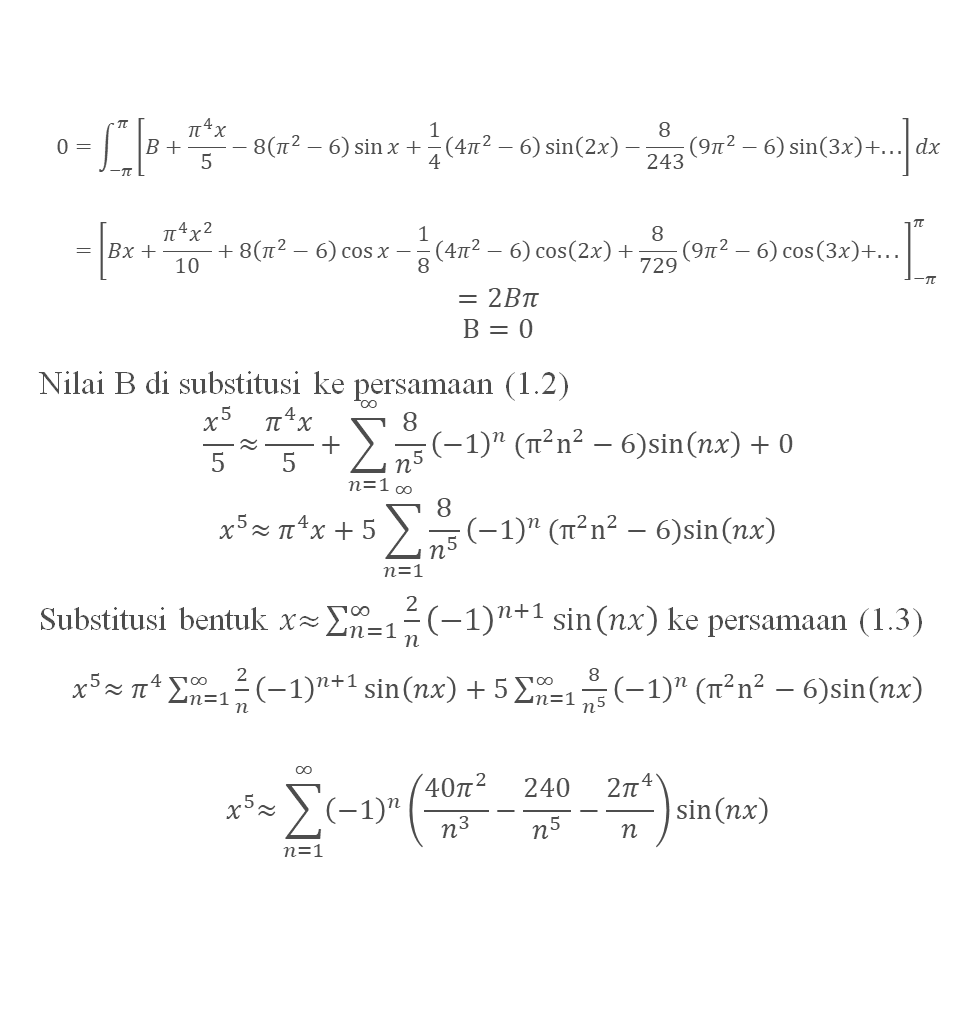 0 = ∫_{−π}^{π} [B + π⁴x/5 − 8(π² − 6) sin x + 1/4 (4π² − 6) sin(2x) − 8/243 (9π² − 6) sin(3x)+…] dx
= [Bx + π⁴x²/10 + 8(π² − 6) cos x − 1/8 (4π² − 6) cos(2x) + 8/729 (9π² − 6) cos(3x)+…]_{−π}^{π}
= 2Bπ
B = 0
Nilai B di substitusi ke persamaan (1.2)
x⁵/5 ≈ π⁴x/5 + ∑_{n=1}^{∞} 8/n⁵ (−1)ⁿ (π²n² − 6)sin(nx) + 0
x⁵≈ π⁴x + 5 ∑_{n=1}^{∞} 8/n⁵ (−1)ⁿ (π²n² − 6)sin(nx)
Substitusi bentuk x≈ ∑_{n=1}^{∞} 2/n (−1)ⁿ⁺¹ sin(nx) ke persamaan (1.3)
x⁵≈ π⁴ ∑_{n=1}^{∞} 2/n (−1)ⁿ⁺¹ sin(nx) + 5 ∑_{n=1}^{∞} 8/n⁵ (−1)ⁿ (π²n² − 6)sin(nx)
x⁵≈ ∑_{n=1}^{∞} (−1)ⁿ (40π²/n³ − 240/n⁵ − 2π⁴/n) sin(nx)